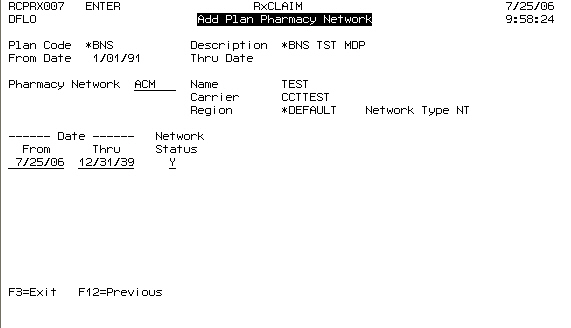 RCPRX007 ENTER RxCLAIM 7/25/06
DFLO Add Plan Pharmacy Network 9:58:24
Plan Code *BNS Description *BNS TST MDP
From Date 1/01/91 Thru Date
Pharmacy Network ACM Name TEST
Carrier CCTTEST
Region *DEFAULT Network Type NT
------ Date ------ Network
From Thru Status
7/25/06 12/31/39 Y
F3=Exit F12=Previous